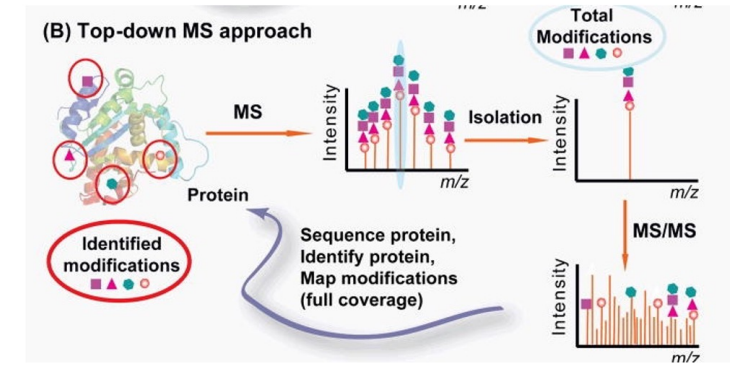 m/z
m/z
(B) Top-down MS approach
Total
Modifications
MS
Intensity
m/z
Isolation
Intensity
m/z
Protein
Identified
modifications
Sequence protein,
Identify protein,
Map modifications
(full coverage)
MS/MS
Intensity
m/z